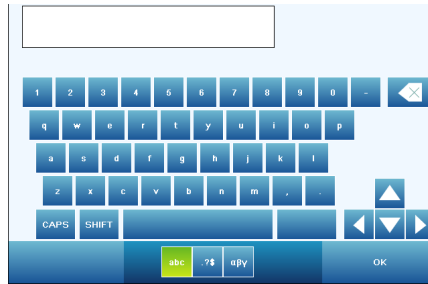 1 2 3 4 5 6 7 8 9 0 -
q w e r t y u i o p
a s d f g h j k l
z x c v b n m , .
CAPS SHIFT
abc .?$ αβγ OK